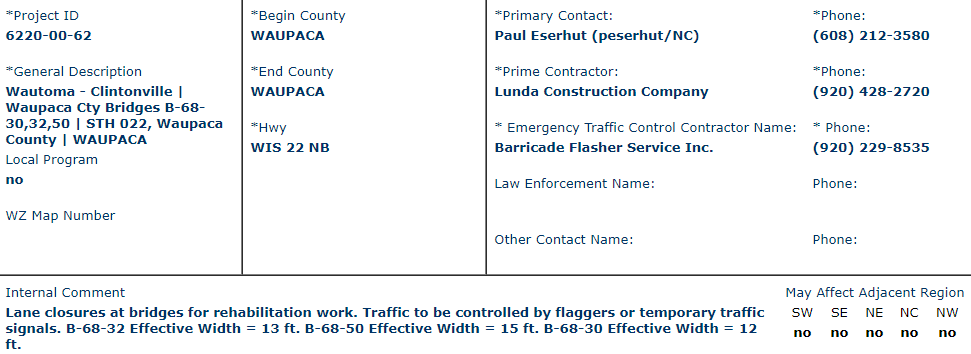 *Project ID
6220-00-62
*General Description
Wautoma - Clintonville |
Waupaca Cty Bridges B-68-
30,32,50 | STH 022, Waupaca
County | WAUPACA
Local Program
no
WZ Map Number
*Begin County
WAUPACA
*End County
WAUPACA
*Hwy
WIS 22 NB
*Primary Contact: *Phone:
Paul Eserhut (peserhut/NC) (608) 212-3580
*Prime Contractor: *Phone:
Lunda Construction Company (920) 428-2720
* Emergency Traffic Control Contractor Name: * Phone:
Barricade Flasher Service Inc. (920) 229-8535
Law Enforcement Name: Phone:
Other Contact Name: Phone:
Internal Comment
Lane closures at bridges for rehabilitation work. Traffic to be controlled by flaggers or temporary traffic
signals. B-68-32 Effective Width = 13 ft. B-68-50 Effective Width = 15 ft. B-68-30 Effective Width = 12
ft.
May Affect Adjacent Region
SW SE NE NC NW
no no no no no